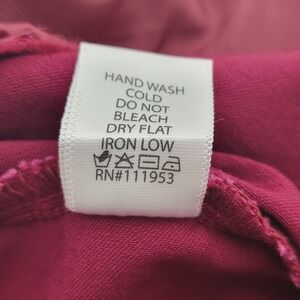 HAND WASH
COLD
DO NOT
BLEACH
DRY FLAT
IRON LOW
RN#111953